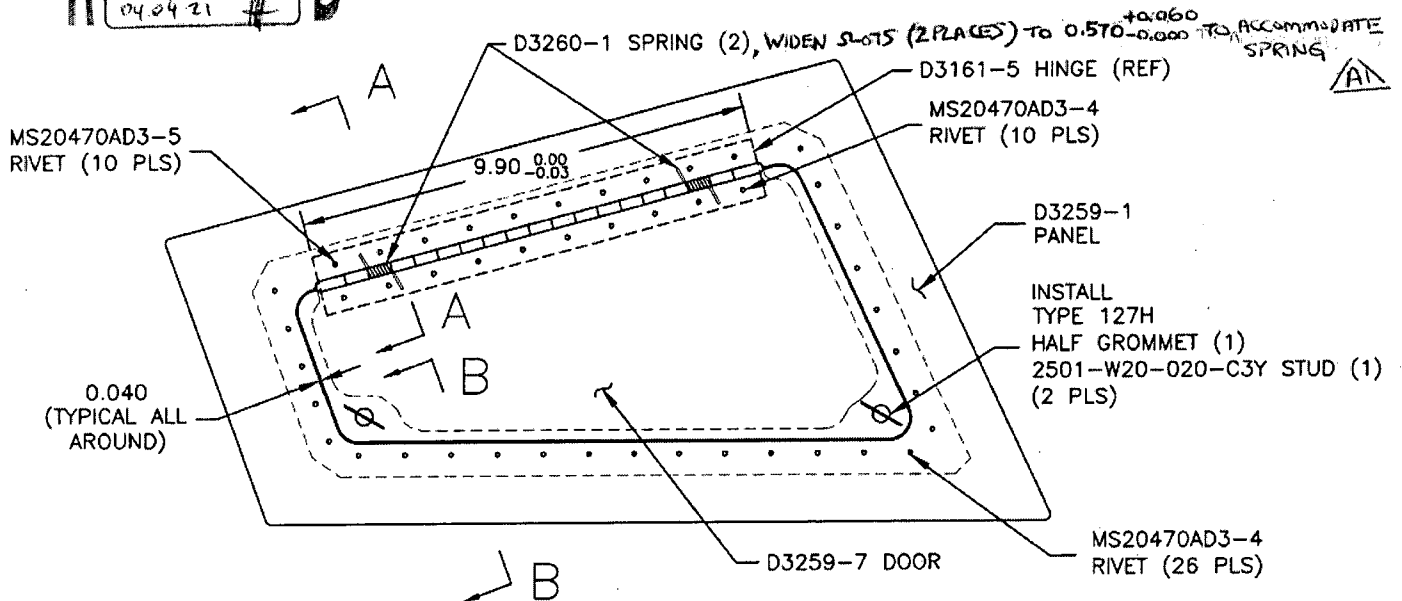 04.04.21
D3260-1 SPRING (2), WIDEN SLOTS (2 PLACES) TO 0.570 +0.060 -0.000 TO ACCOMMODATE
SPRING
A1
D3161-5 HINGE (REF)
MS20470AD3-4
RIVET (10 PLS)
A
MS20470AD3-5
RIVET (10 PLS)
9.90 0.00 -0.03
D3259-1
PANEL
A
B
INSTALL
TYPE 127H
HALF GROMMET (1)
2501-W20-020-C3Y STUD (1)
(2 PLS)
0.040
(TYPICAL ALL
AROUND)
D3259-7 DOOR
MS20470AD3-4
RIVET (26 PLS)
B